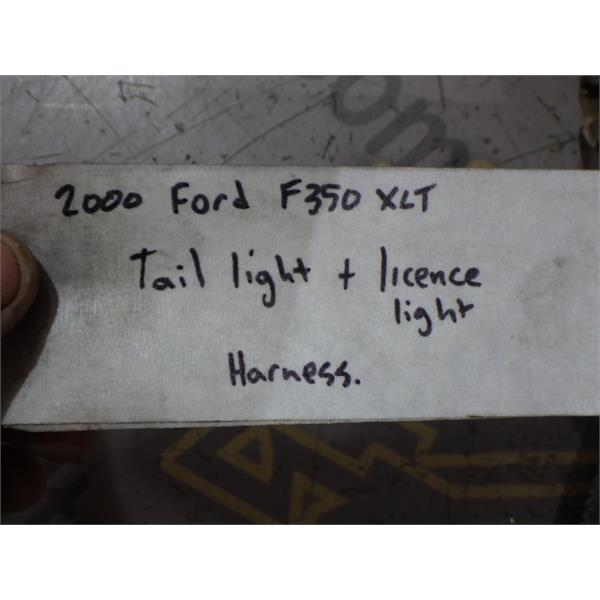 2000 Ford F350 XLT
Tail light + licence
light
Harness.